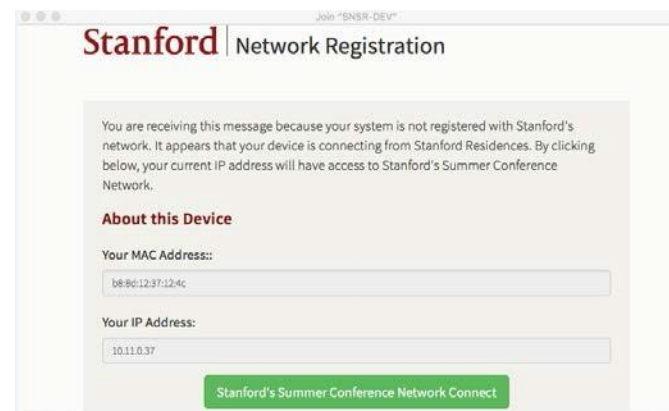 Join "SNSR-DEV"
Stanford | Network Registration
You are receiving this message because your system is not registered with Stanford's
network. It appears that your device is connecting from Stanford Residences. By clicking
below, your current IP address will have access to Stanford's Summer Conference
Network.
About this Device
Your MAC Address::
b8:8d:12:37:12:4c
Your IP Address:
10.11.0.37
Stanford's Summer Conference Network Connect